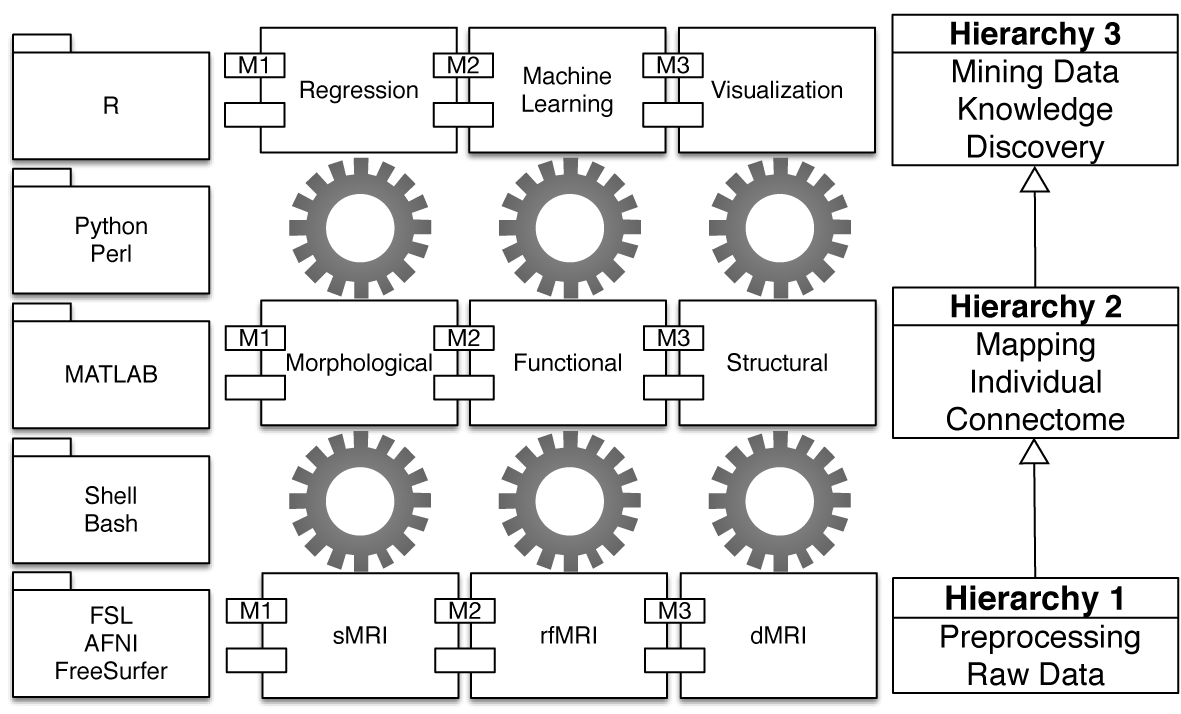 R
M1
Regression
M2
Machine
Learning
M3
Visualization
Hierarchy 3
Mining Data
Knowledge
Discovery
Python
Perl
MATLAB
M1
Morphological
M2
Functional
M3
Structural
Hierarchy 2
Mapping
Individual
Connectome
Shell
Bash
FSL
AFNI
FreeSurfer
M1
sMRI
M2
rfMRI
M3
dMRI
Hierarchy 1
Preprocessing
Raw Data